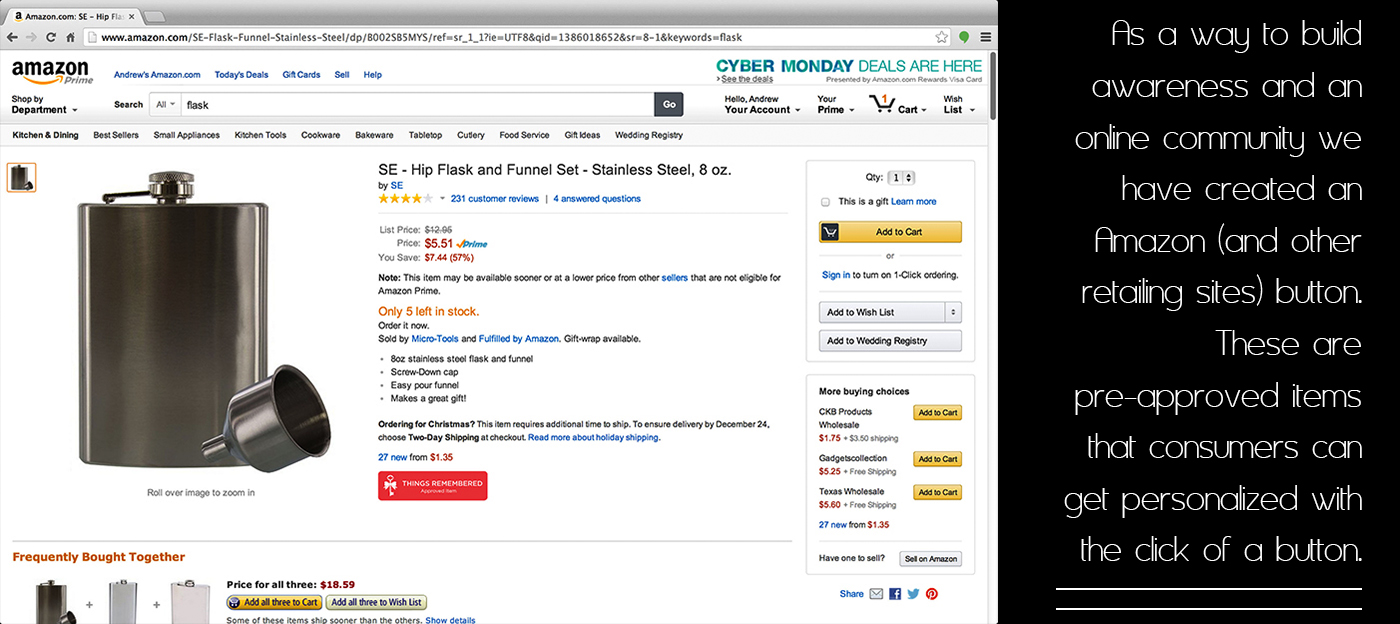 Amazon.com: SE – Hip Fla
www.amazon.com/SE-Flask-Funnel-Stainless-Steel/dp/B002SB5MYS/ref=sr_1_1?ie=UTF8&qid=1386018652&sr=8-1&keywords=flask
amazon
Prime
Andrew's Amazon.com Today's Deals Gift Cards Sell Help
CYBER MONDAY DEALS ARE HERE
› See the deals Presented by Amazon.com Rewards Visa Card
Shop by
Department
Search All flask Go
Hello, Andrew
Your Account
Your
Prime
1
Cart
Wish
List
Kitchen & Dining Best Sellers Small Appliances Kitchen Tools Cookware Bakeware Tabletop Cutlery Food Service Gift Ideas Wedding Registry
SE - Hip Flask and Funnel Set - Stainless Steel, 8 oz.
by SE
231 customer reviews | 4 answered questions
List Price: $12.95
Price: $5.51 Prime
You Save: $7.44 (57%)
Note: This item may be available sooner or at a lower price from other sellers that are not eligible for
Amazon Prime.
Only 5 left in stock.
Order it now.
Sold by Micro-Tools and Fulfilled by Amazon. Gift-wrap available.
• 8oz stainless steel flask and funnel
• Screw-Down cap
• Easy pour funnel
• Makes a great gift!
Ordering for Christmas? This item requires additional time to ship. To ensure delivery by December 24,
choose Two-Day Shipping at checkout. Read more about holiday shipping.
27 new from $1.35
THINGS REMEMBERED
Approved Item
Roll over image to zoom in
Qty: 1
This is a gift Learn more
Add to Cart
or
Sign in to turn on 1-Click ordering.
Add to Wish List
Add to Wedding Registry
More buying choices
CKB Products
Wholesale
$1.75 + $3.50 shipping
Add to Cart
Gadgetscollection
$5.25 + Free Shipping
Add to Cart
Texas Wholesale
$5.60 + Free Shipping
Add to Cart
27 new from $1.35
Have one to sell? Sell on Amazon
Share
Frequently Bought Together
+ +
Price for all three: $18.59
Add all three to Cart Add all three to Wish List
Some of these items ship sooner than the others. Show details
As a way to build
awareness and an
online community we
have created an
Amazon (and other
retailing sites) button.
These are
pre-approved items
that consumers can
get personalized with
the click of a button.